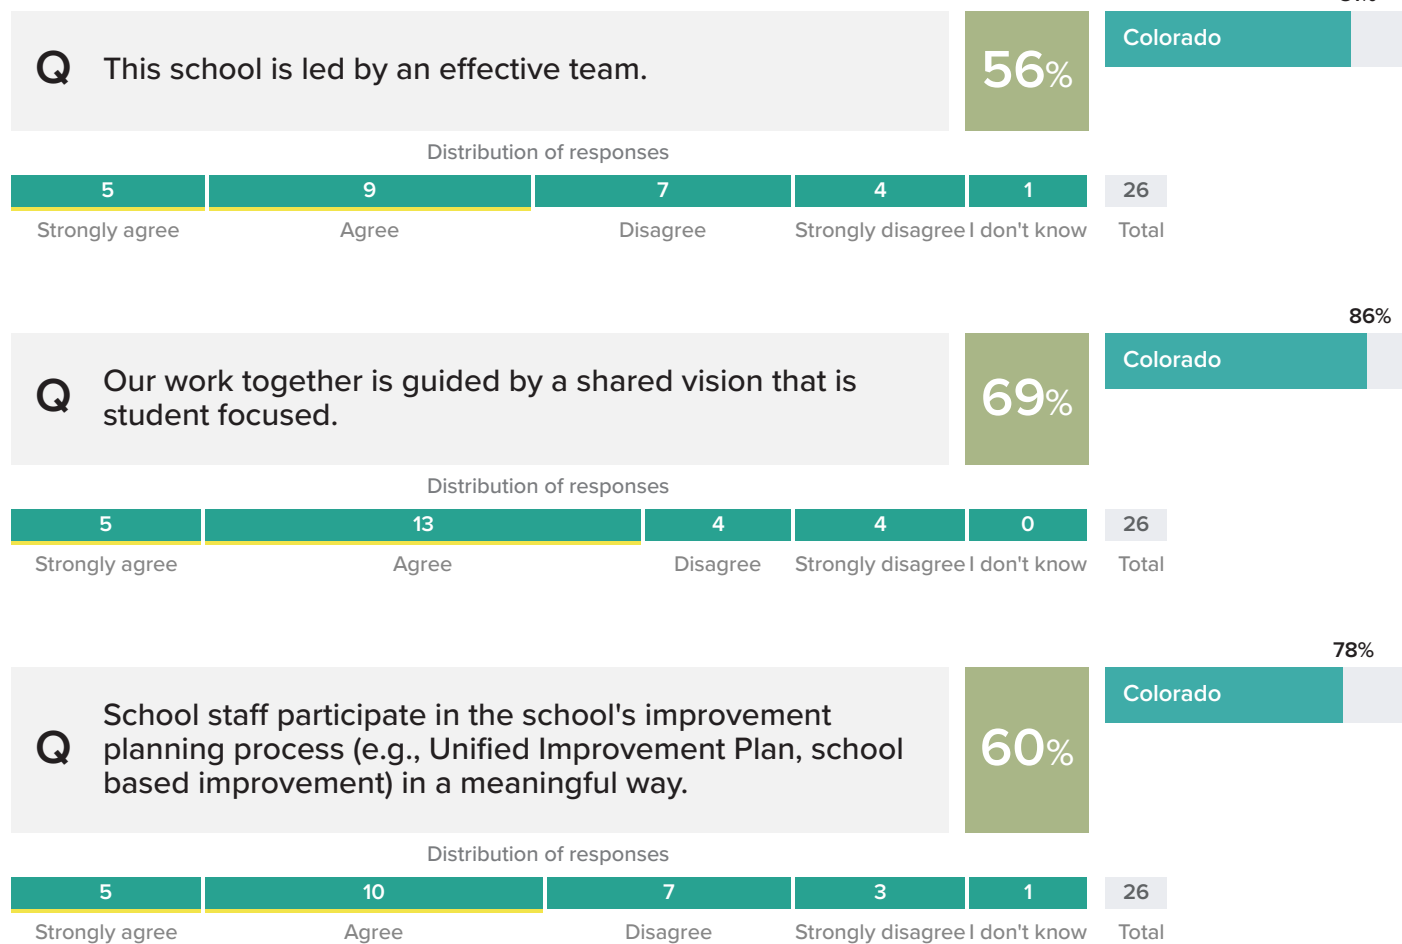 Q This school is led by an effective team.
56%
Colorado
Distribution of responses
5 9 7 4 1 26
Strongly agree Agree Disagree Strongly disagree I don't know Total
86%
Q Our work together is guided by a shared vision that is
student focused.
69%
Colorado
Distribution of responses
5 13 4 4 0 26
Strongly agree Agree Disagree Strongly disagree I don't know Total
78%
Q School staff participate in the school's improvement
planning process (e.g., Unified Improvement Plan, school
based improvement) in a meaningful way.
60%
Colorado
Distribution of responses
5 10 7 3 1 26
Strongly agree Agree Disagree Strongly disagree I don't know Total